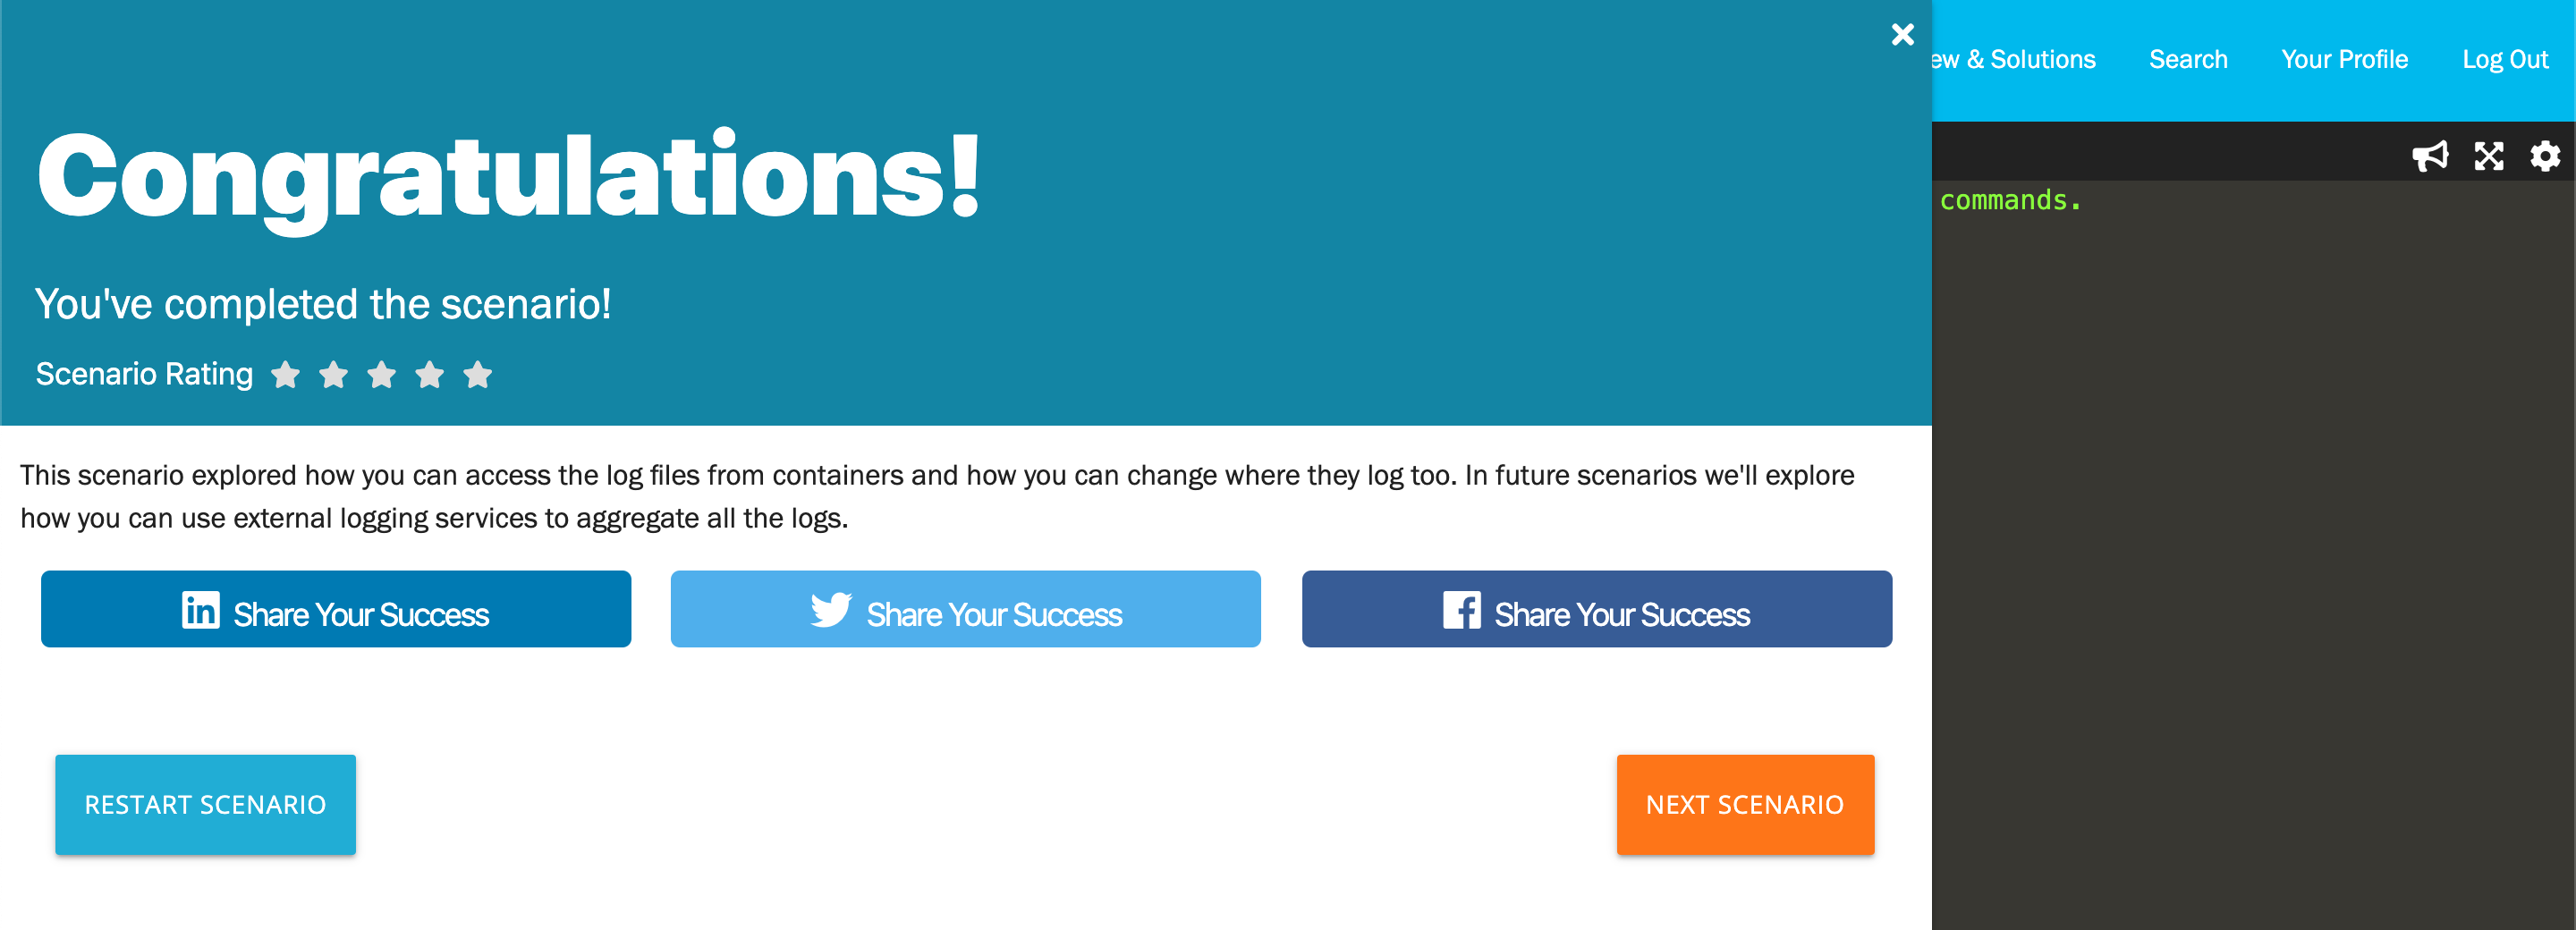 & Solutions
Search
Your Profile
Log Out
commands.
Congratulations!
You've completed the scenario!
Scenario Rating
This scenario explored how you can access the log files from containers and how you can change where they log too. In future scenarios we'll explore
how you can use external logging services to aggregate all the logs.
in Share Your Success
Share Your Success
f Share Your Success
RESTART SCENARIO
NEXT SCENARIO